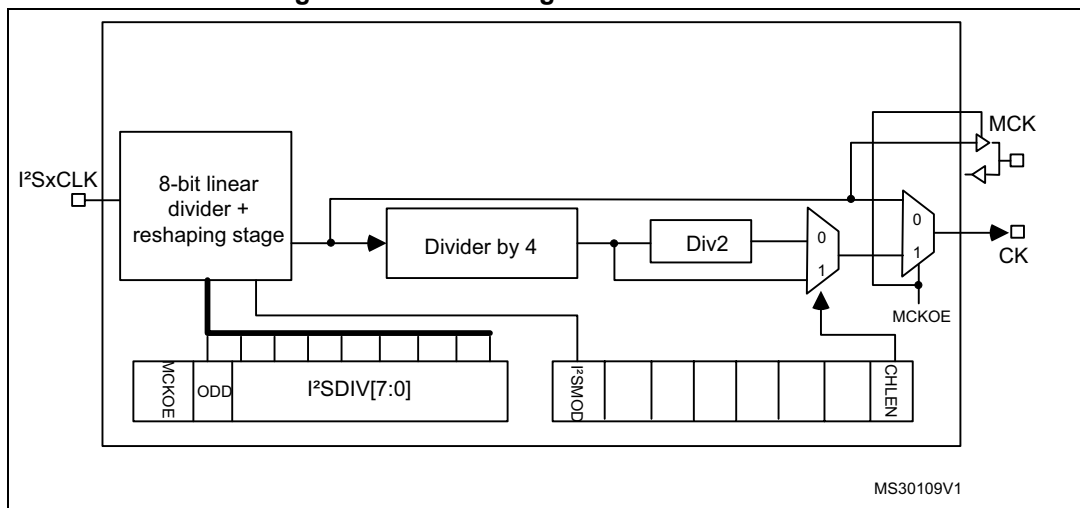 I²SxCLK
8-bit linear
divider +
reshaping stage
Divider by 4
Div2
0
1
0
1
MCK
CK
MCKOE
MCKOE
ODD
I²SDIV[7:0]
I²SMOD
CHLEN
MS30109V1